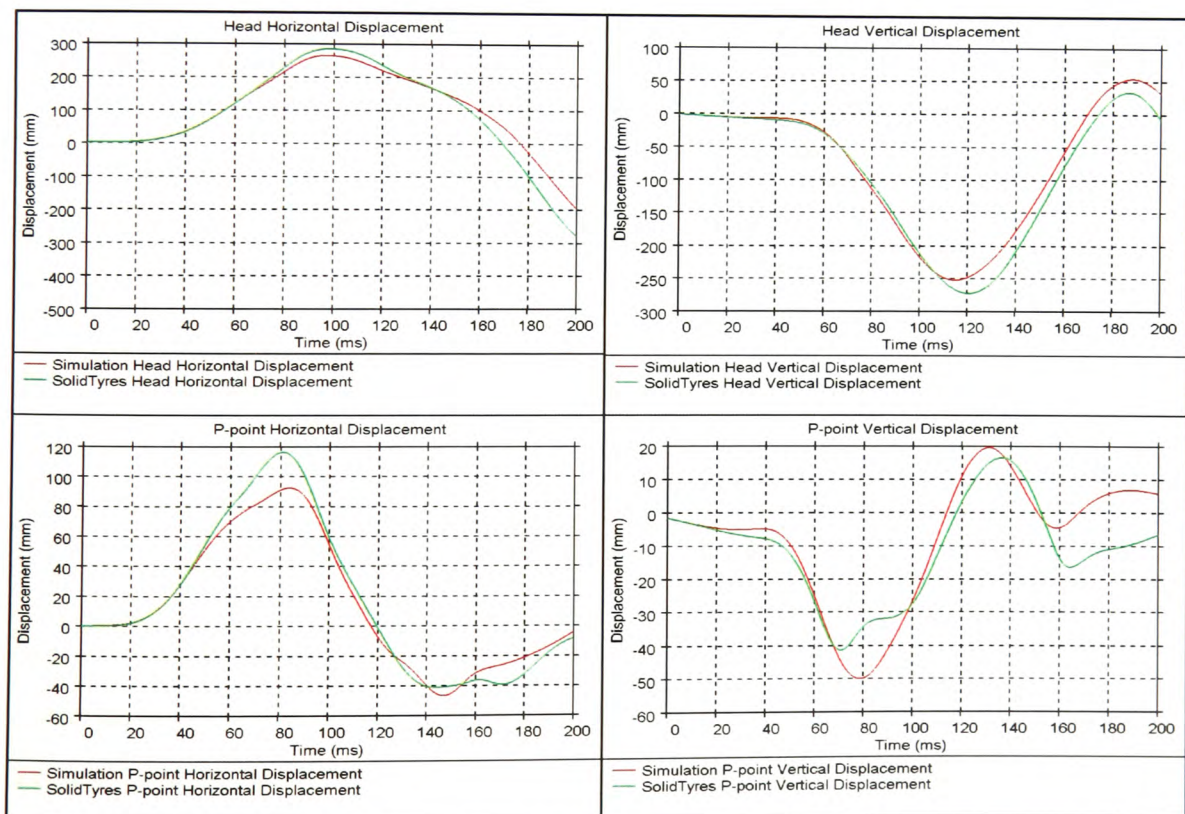 Head Horizontal Displacement
300
200
100
0
-100
-200
-300
-400
-500
Displacement (mm)
0 20 40 60 80 100 120 140 160 180 200
Time (ms)
Simulation Head Horizontal Displacement
SolidTyres Head Horizontal Displacement
Head Vertical Displacement
100
50
0
-50
-100
-150
-200
-250
-300
Displacement (mm)
0 20 40 60 80 100 120 140 160 180 200
Time (ms)
Simulation Head Vertical Displacement
SolidTyres Head Vertical Displacement
P-point Horizontal Displacement
120
100
80
60
40
20
0
-20
-40
-60
Displacement (mm)
0 20 40 60 80 100 120 140 160 180 200
Time (ms)
Simulation P-point Horizontal Displacement
SolidTyres P-point Horizontal Displacement
P-point Vertical Displacement
20
10
0
-10
-20
-30
-40
-50
-60
Displacement (mm)
0 20 40 60 80 100 120 140 160 180 200
Time (ms)
Simulation P-point Vertical Displacement
SolidTyres P-point Vertical Displacement